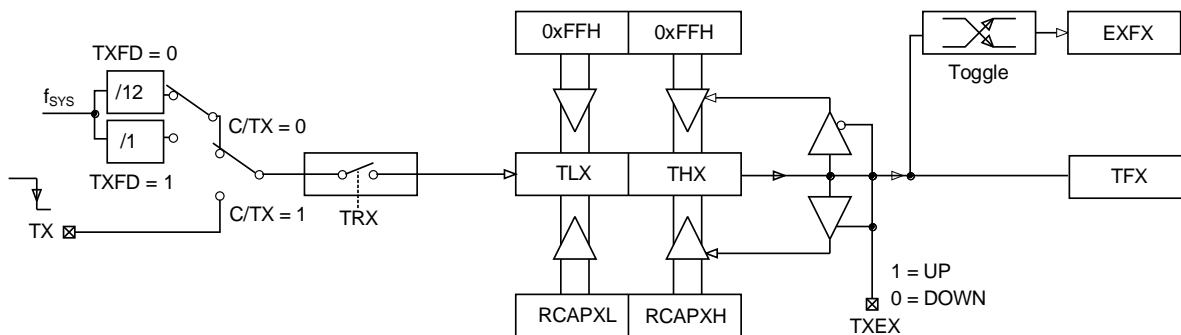 0xFFH 0xFFH
TXFD = 0
EXFX
Toggle
/12
fSYS
C/TX = 0
/1
TXFD = 1
TLX THX
TFX
TX
C/TX = 1
TRX
1 = UP
0 = DOWN
RCAPXL RCAPXH
TXEX